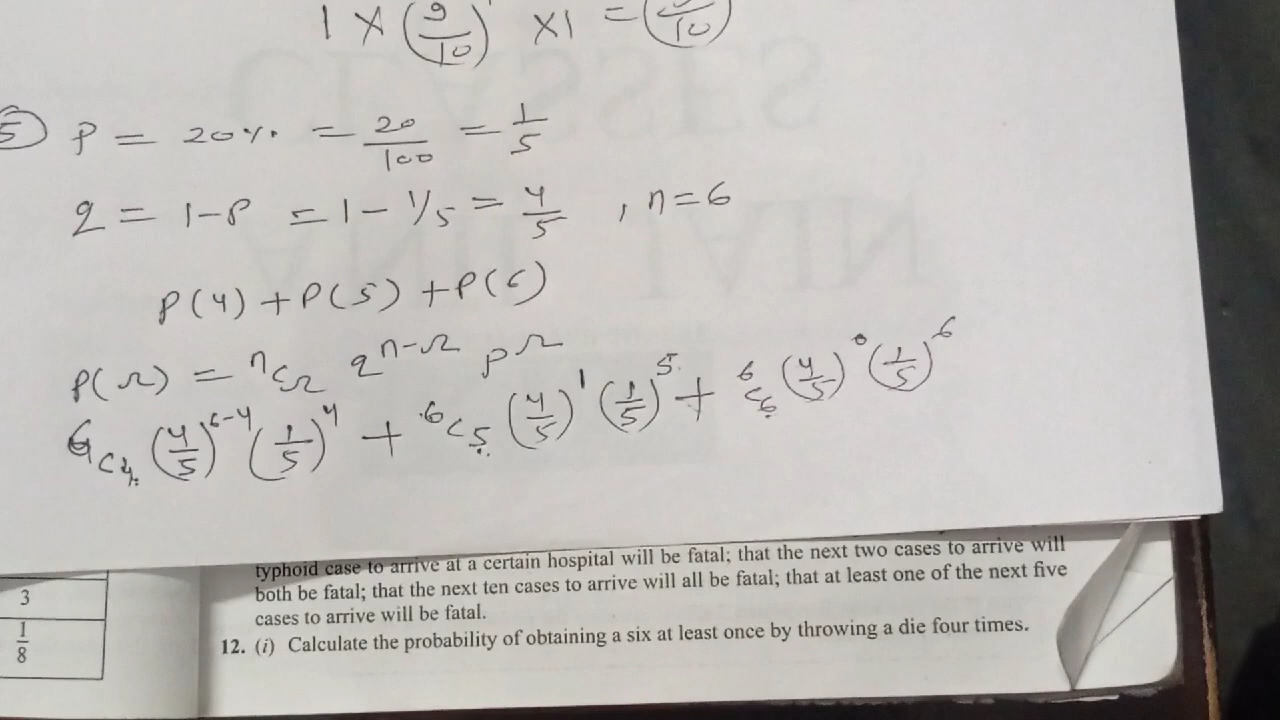 1 × (9/10) × 1 = ( /10)
5 P = 20% = 20/100 = 1/5
q = 1-P = 1 - 1/5 = 4/5 , n=6
P(4) + P(5) + P(6)
P(r) = ⁿCᵣ qⁿ⁻ʳ pʳ
⁶C₄ (4/5)⁶⁻⁴ (1/5)⁴ + ⁶C₅ (4/5)¹ (1/5)⁵ + ⁶C₆ (4/5)⁰ (1/5)⁶
typhoid case to arrive at a certain hospital will be fatal; that the next two cases to arrive will
both be fatal; that the next ten cases to arrive will all be fatal; that at least one of the next five
cases to arrive will be fatal.
12. (i) Calculate the probability of obtaining a six at least once by throwing a die four times.
3
1/8